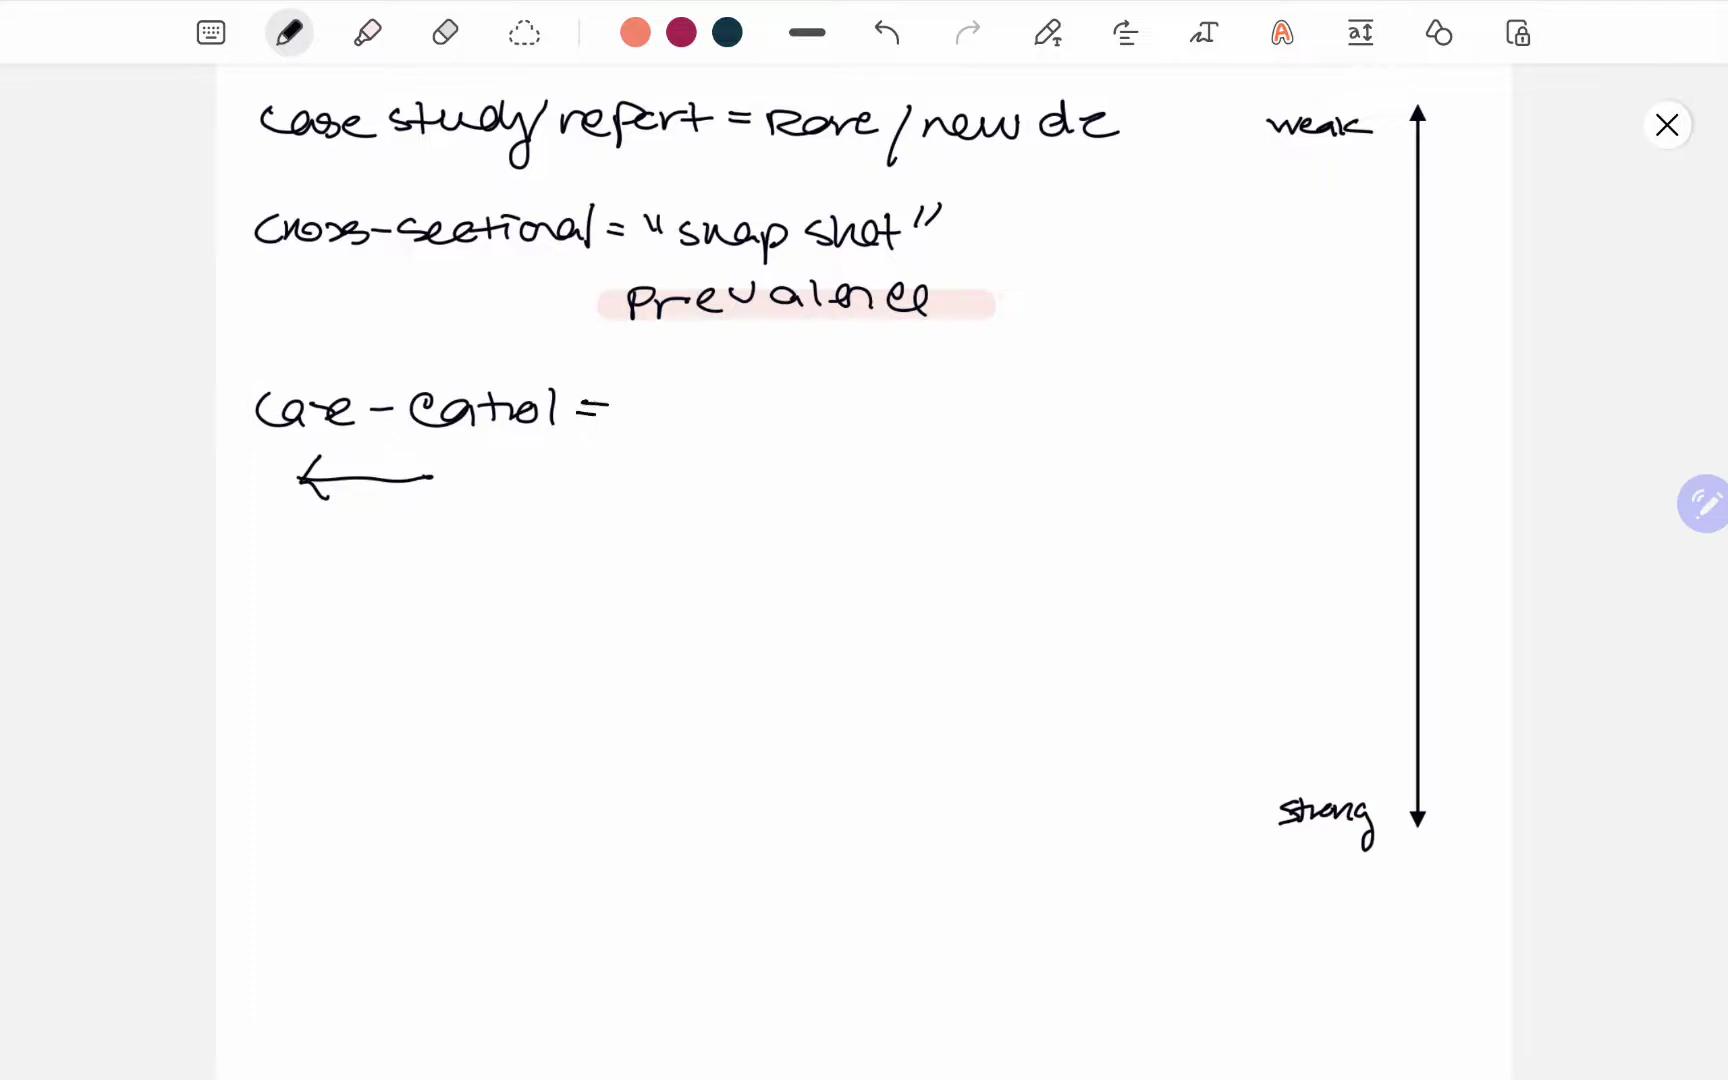 case study/report = Rare/new dz
weak
cross-sectional = "snap shot"
prevalence
Case-Control =
strong